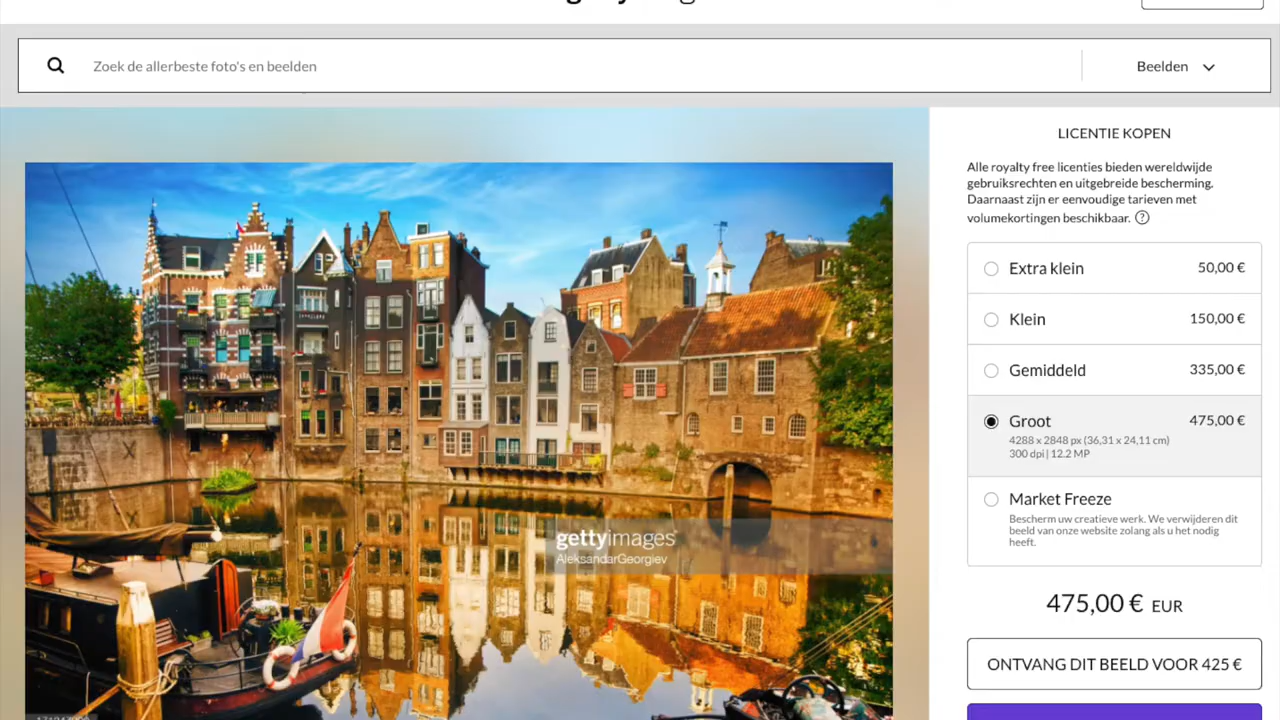 Zoek de allerbeste foto's en beelden
Beelden
LICENTIE KOPEN
Alle royalty free licenties bieden wereldwijde
gebruiksrechten en uitgebreide bescherming.
Daarnaast zijn er eenvoudige tarieven met
volumekortingen beschikbaar. ?
Extra klein 50,00 €
Klein 150,00 €
Gemiddeld 335,00 €
Groot 475,00 €
4288 x 2848 px (36,31 x 24,11 cm)
300 dpi | 12.2 MP
Market Freeze
Bescherm uw creatieve werk. We verwijderen dit
beeld van onze website zolang als u het nodig
heeft.
475,00 € EUR
ONTVANG DIT BEELD VOOR 425 €
gettyimages
AleksandarGeorgiev